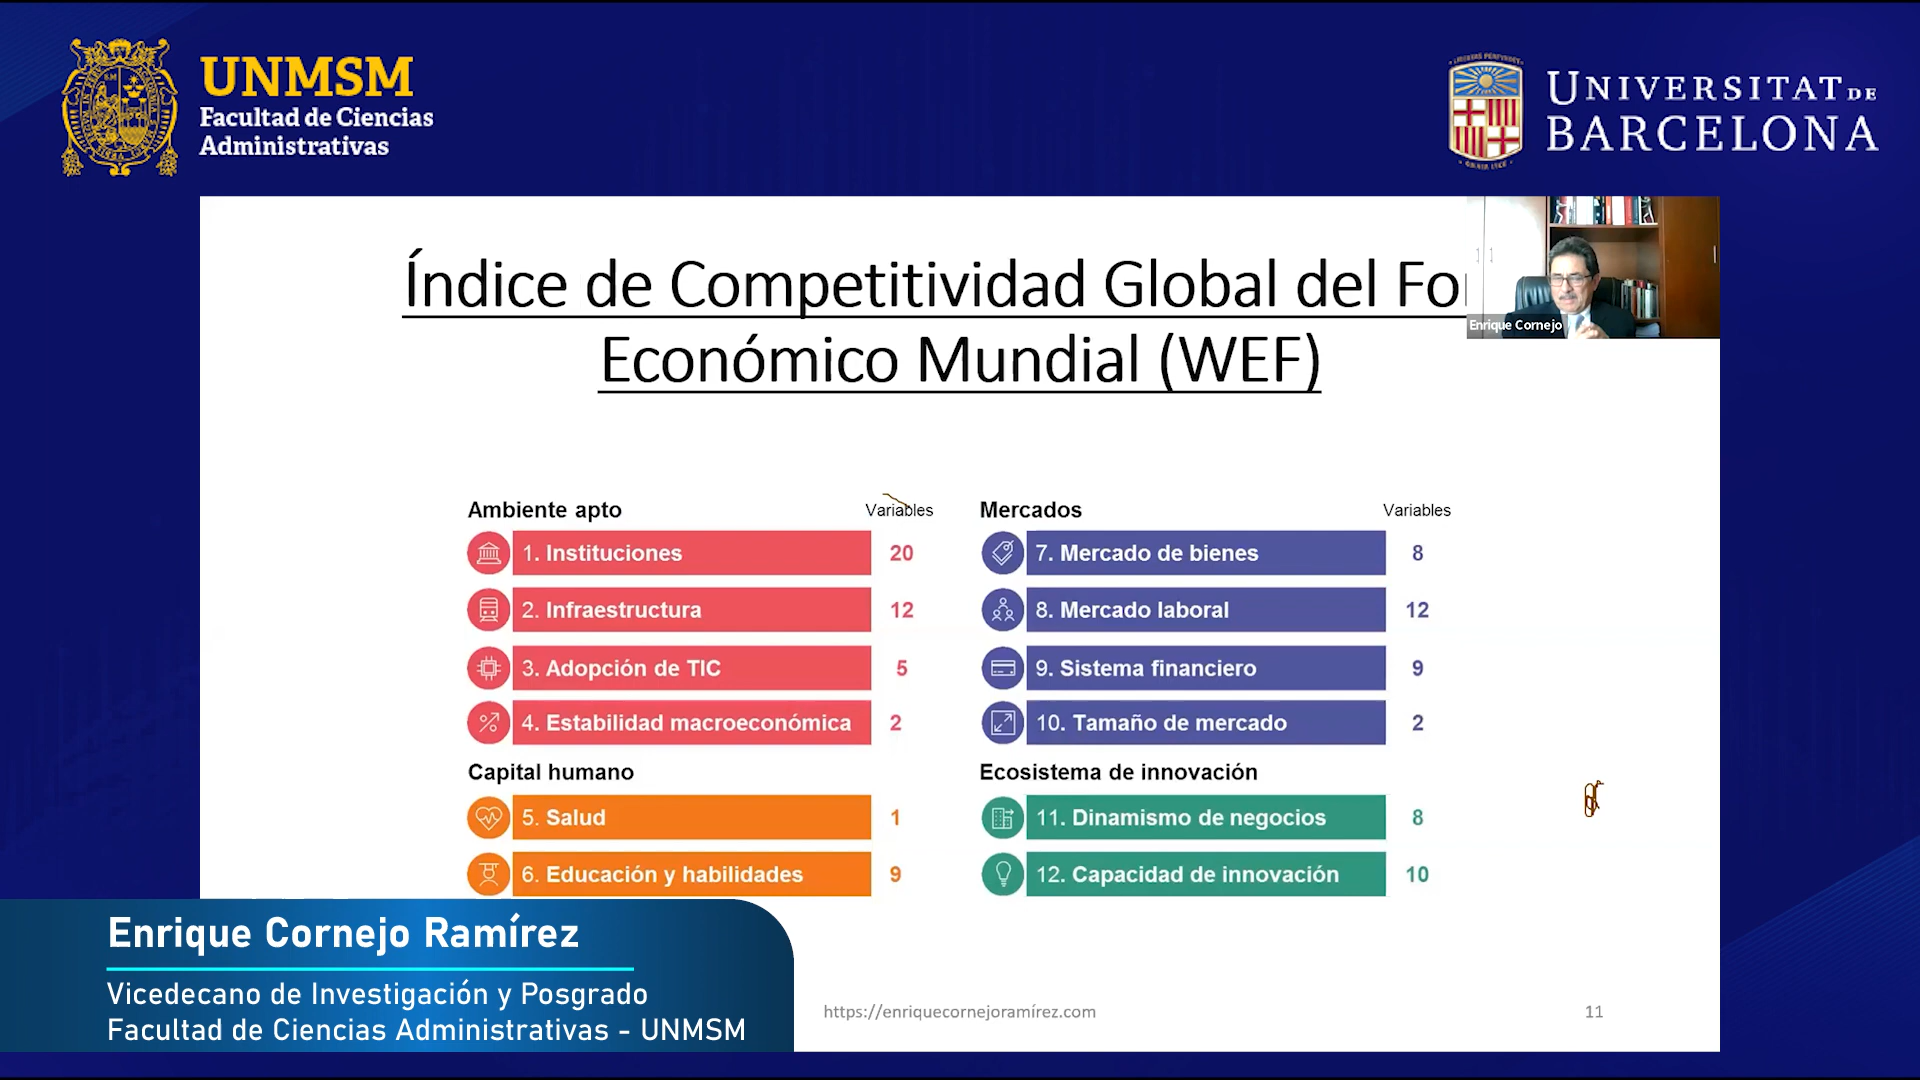 UNMSM
Facultad de Ciencias
Administrativas
UNIVERSITAT DE
BARCELONA
Índice de Competitividad Global del Fo
Económico Mundial (WEF)
Enrique Cornejo
Ambiente apto Variables
1. Instituciones 20
2. Infraestructura 12
3. Adopción de TIC 5
4. Estabilidad macroeconómica 2
Capital humano
5. Salud 1
6. Educación y habilidades 9
Mercados Variables
7. Mercado de bienes 8
8. Mercado laboral 12
9. Sistema financiero 9
10. Tamaño de mercado 2
Ecosistema de innovación
11. Dinamismo de negocios 8
12. Capacidad de innovación 10
Enrique Cornejo Ramírez
Vicedecano de Investigación y Posgrado
Facultad de Ciencias Administrativas - UNMSM
https://enriquecornejoramírez.com
11